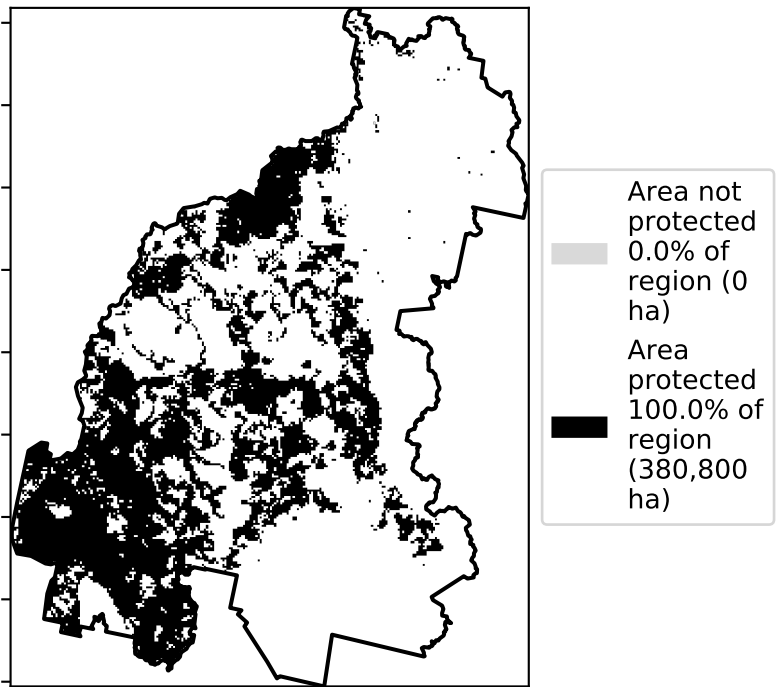 Area not
protected
0.0% of
region (0
ha)
Area
protected
100.0% of
region
(380,800
ha)